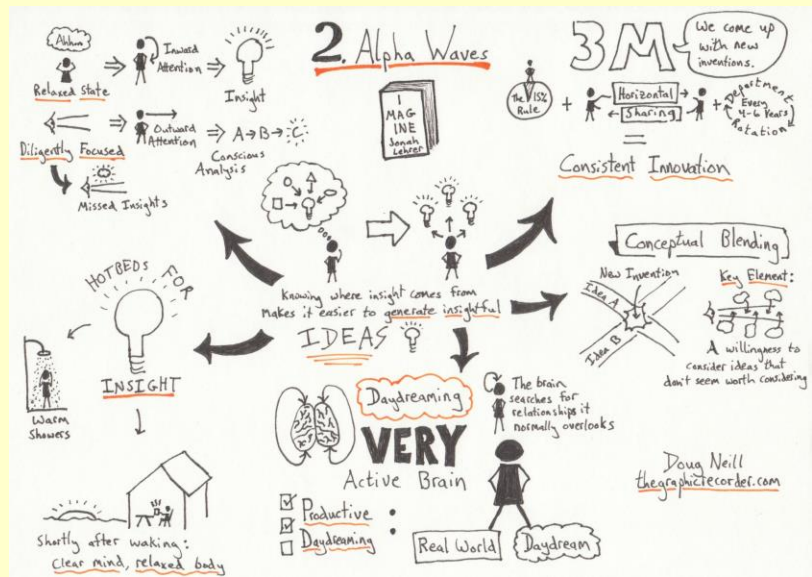 2. Alpha Waves
Ahhm
Relaxed State
Inward
Attention
Insight
Diligently Focused
Outward
Attention
A → B → C
Conscious
Analysis
Missed Insights
I
MAG
INE
Jonah
Lehrer
3M
We come up
with new
inventions.
The 15%
Rule
+
Horizontal
Sharing
+
Department
Every
4-6 Years
Rotation
=
Consistent Innovation
Knowing where insight comes from
makes it easier to generate insightful
IDEAS
Conceptual Blending
New Invention
Idea A
Idea B
Key Element:
A willingness to
consider ideas that
don't seem worth considering
HOTBEDS FOR
INSIGHT
Warm
Showers
Shortly after waking:
clear mind, relaxed body
Daydreaming
VERY
Active Brain
The brain
searches for
relationships it
normally overlooks
Productive :
Daydreaming :
Real World
Daydream
Doug Neill
thegraphicrecorder.com